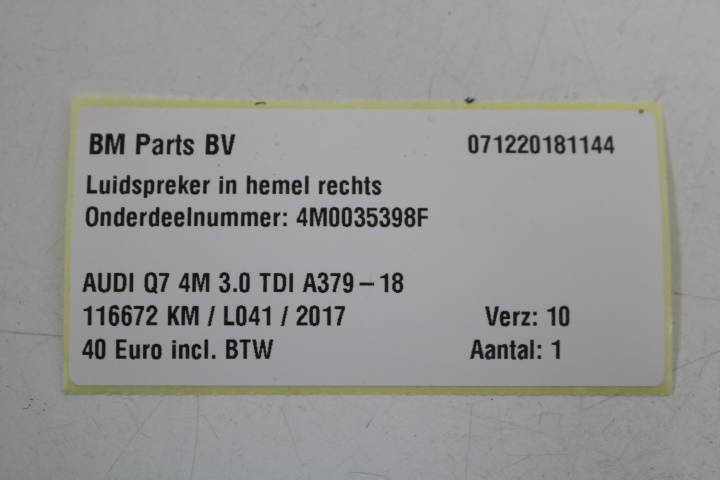 BM Parts BV 071220181144
Luidspreker in hemel rechts
Onderdeelnummer: 4M0035398F
AUDI Q7 4M 3.0 TDI A379-18
116672 KM / L041 / 2017 Verz: 10
40 Euro incl. BTW Aantal: 1